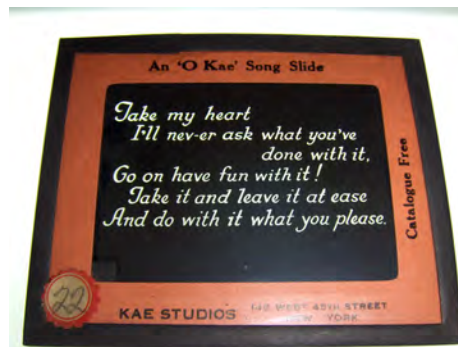 An 'O Kae' Song Slide
Take my heart
I'll nev-er ask what you've
done with it,
Go on have fun with it!
Take it and leave it at ease
And do with it what you please.
Catalogue Free
22
KAE STUDIOS
WEST 45TH STREET
NEW YORK